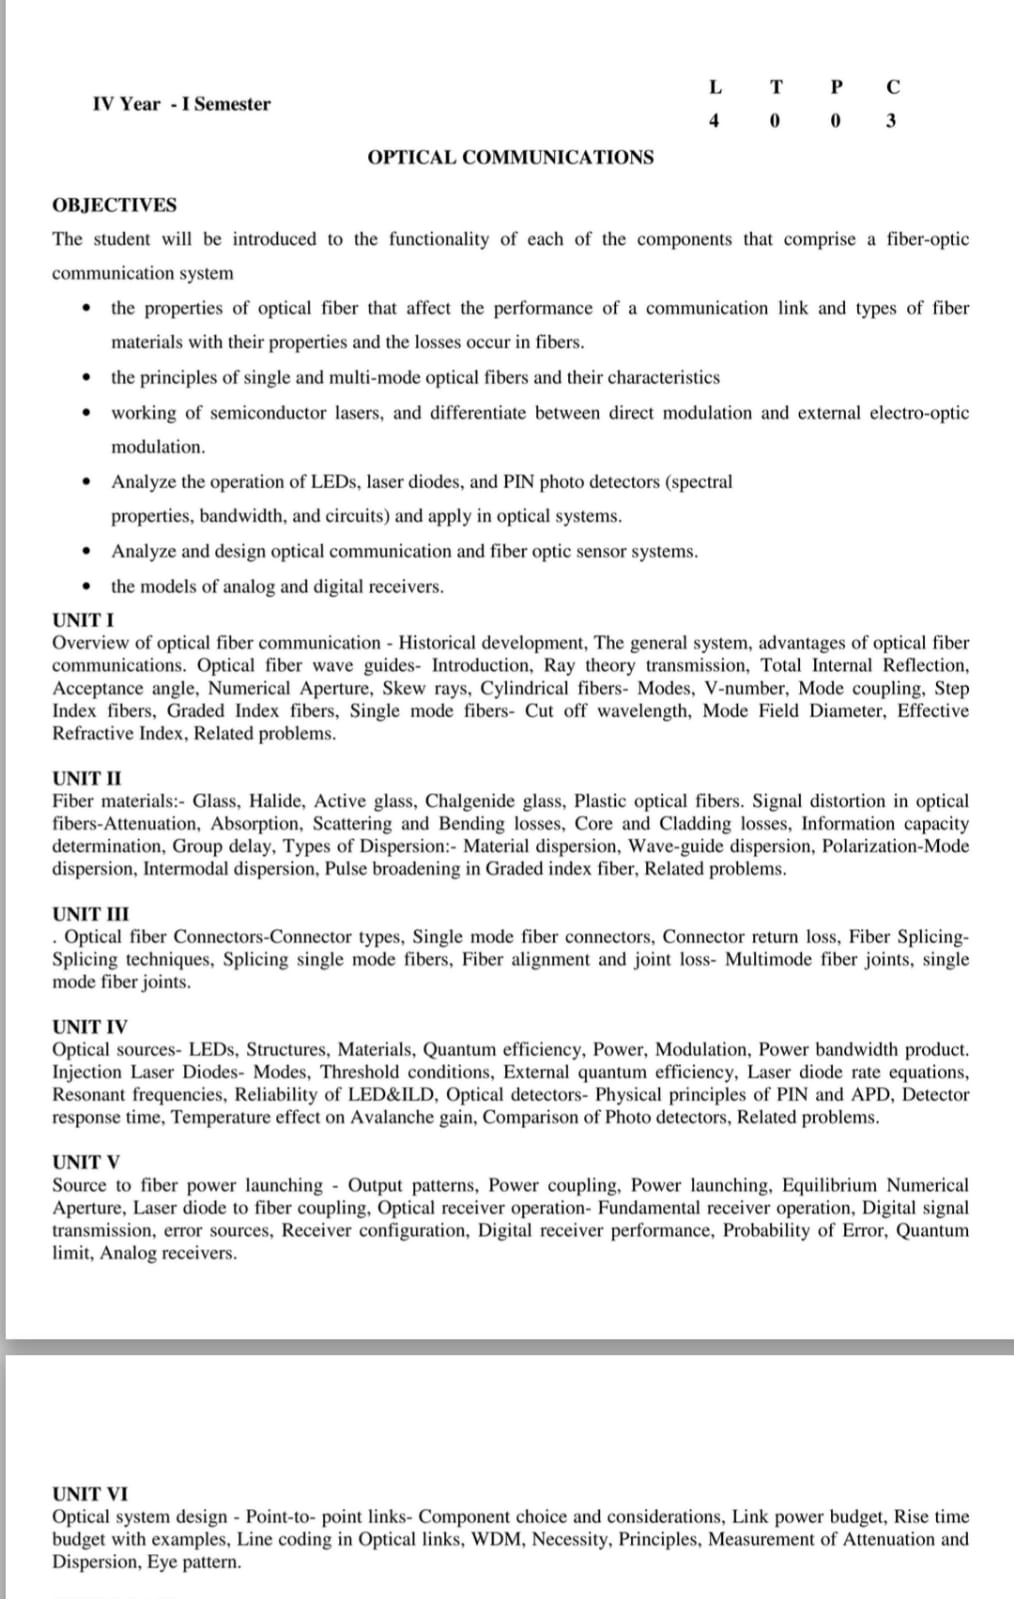 L T P C
IV Year - I Semester
4 0 0 3
OPTICAL COMMUNICATIONS
OBJECTIVES
The student will be introduced to the functionality of each of the components that comprise a fiber-optic
communication system
• the properties of optical fiber that affect the performance of a communication link and types of fiber
materials with their properties and the losses occur in fibers.
• the principles of single and multi-mode optical fibers and their characteristics
• working of semiconductor lasers, and differentiate between direct modulation and external electro-optic
modulation.
• Analyze the operation of LEDs, laser diodes, and PIN photo detectors (spectral
properties, bandwidth, and circuits) and apply in optical systems.
• Analyze and design optical communication and fiber optic sensor systems.
• the models of analog and digital receivers.
UNIT I
Overview of optical fiber communication - Historical development, The general system, advantages of optical fiber
communications. Optical fiber wave guides- Introduction, Ray theory transmission, Total Internal Reflection,
Acceptance angle, Numerical Aperture, Skew rays, Cylindrical fibers- Modes, V-number, Mode coupling, Step
Index fibers, Graded Index fibers, Single mode fibers- Cut off wavelength, Mode Field Diameter, Effective
Refractive Index, Related problems.
UNIT II
Fiber materials:- Glass, Halide, Active glass, Chalgenide glass, Plastic optical fibers. Signal distortion in optical
fibers-Attenuation, Absorption, Scattering and Bending losses, Core and Cladding losses, Information capacity
determination, Group delay, Types of Dispersion:- Material dispersion, Wave-guide dispersion, Polarization-Mode
dispersion, Intermodal dispersion, Pulse broadening in Graded index fiber, Related problems.
UNIT III
. Optical fiber Connectors-Connector types, Single mode fiber connectors, Connector return loss, Fiber Splicing-
Splicing techniques, Splicing single mode fibers, Fiber alignment and joint loss- Multimode fiber joints, single
mode fiber joints.
UNIT IV
Optical sources- LEDs, Structures, Materials, Quantum efficiency, Power, Modulation, Power bandwidth product.
Injection Laser Diodes- Modes, Threshold conditions, External quantum efficiency, Laser diode rate equations,
Resonant frequencies, Reliability of LED&ILD, Optical detectors- Physical principles of PIN and APD, Detector
response time, Temperature effect on Avalanche gain, Comparison of Photo detectors, Related problems.
UNIT V
Source to fiber power launching - Output patterns, Power coupling, Power launching, Equilibrium Numerical
Aperture, Laser diode to fiber coupling, Optical receiver operation- Fundamental receiver operation, Digital signal
transmission, error sources, Receiver configuration, Digital receiver performance, Probability of Error, Quantum
limit, Analog receivers.
UNIT VI
Optical system design - Point-to- point links- Component choice and considerations, Link power budget, Rise time
budget with examples, Line coding in Optical links, WDM, Necessity, Principles, Measurement of Attenuation and
Dispersion, Eye pattern.